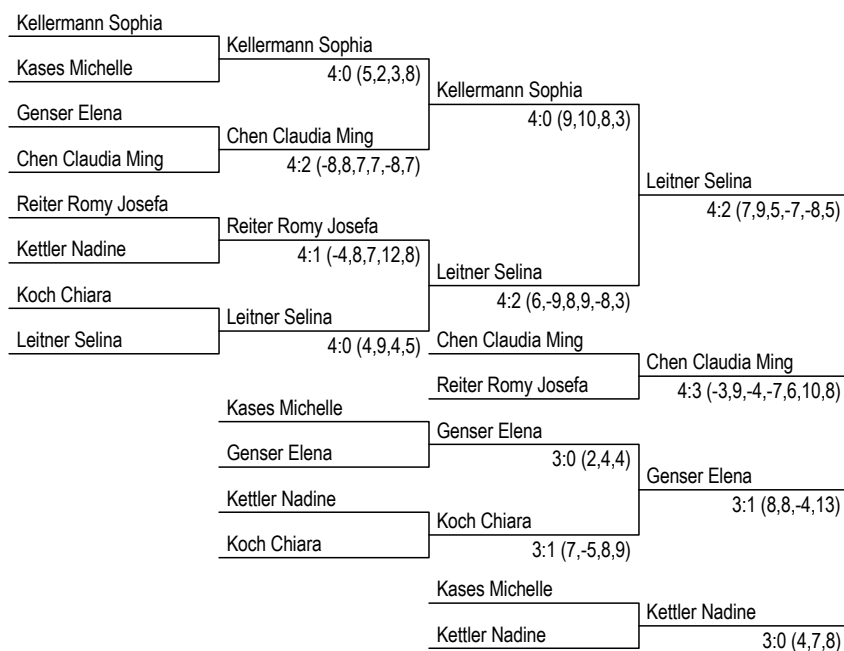 Kellermann Sophia
Kellermann Sophia
Kases Michelle
4:0 (5,2,3,8)
Kellermann Sophia
Genser Elena
4:0 (9,10,8,3)
Chen Claudia Ming
Chen Claudia Ming
4:2 (-8,8,7,7,-8,7)
Leitner Selina
Reiter Romy Josefa
4:2 (7,9,5,-7,-8,5)
Reiter Romy Josefa
Kettler Nadine
4:1 (-4,8,7,12,8)
Leitner Selina
Koch Chiara
4:2 (6,-9,8,9,-8,3)
Leitner Selina
Leitner Selina
4:0 (4,9,4,5)
Chen Claudia Ming
Chen Claudia Ming
Reiter Romy Josefa
4:3 (-3,9,-4,-7,6,10,8)
Kases Michelle
Genser Elena
Genser Elena
3:0 (2,4,4)
Genser Elena
Kettler Nadine
3:1 (8,8,-4,13)
Koch Chiara
Koch Chiara
3:1 (7,-5,8,9)
Kases Michelle
Kettler Nadine
Kettler Nadine
3:0 (4,7,8)